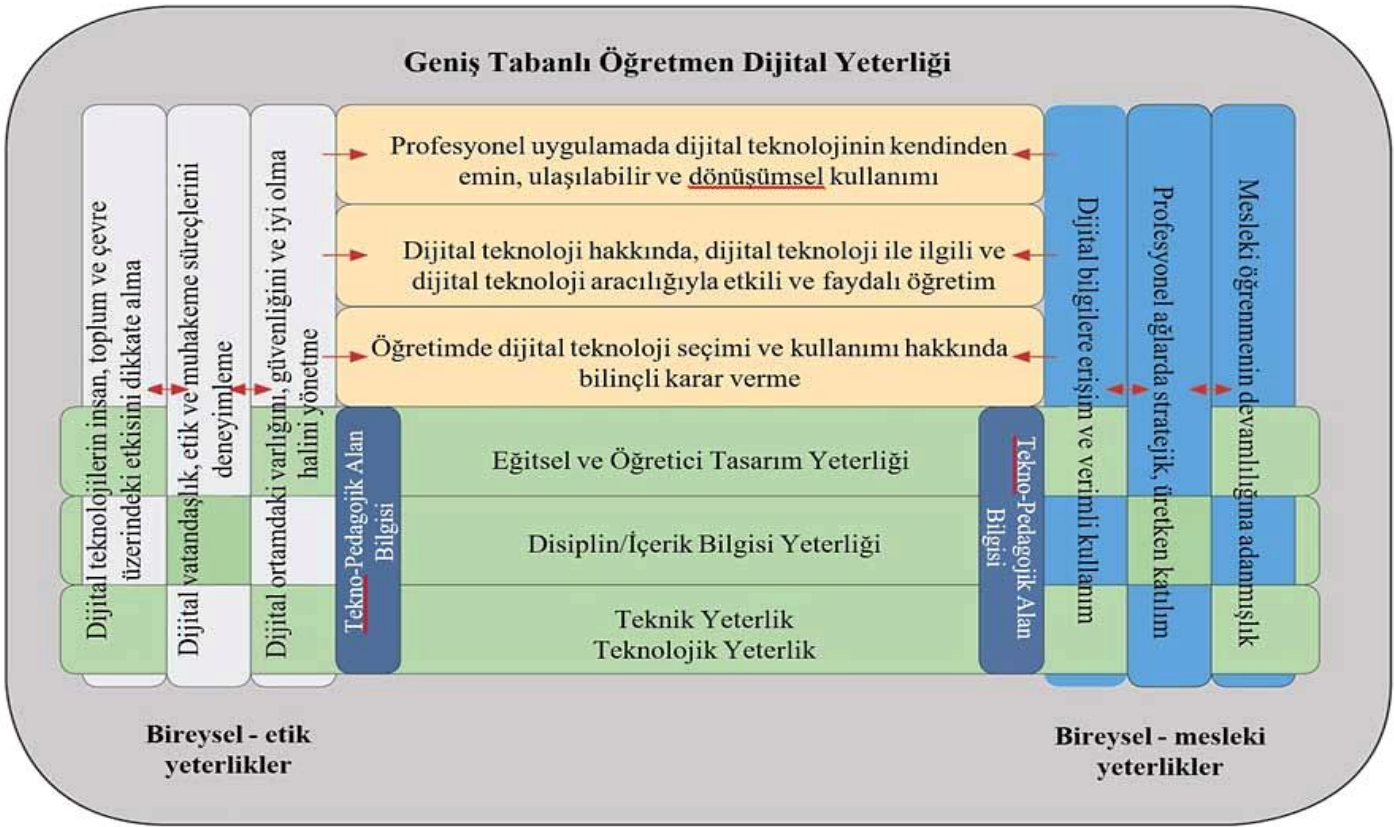 Geniş Tabanlı Öğretmen Dijital Yeterliği
Dijital teknolojilerin insan, toplum ve çevre
üzerindeki etkisini dikkate alma
Dijital vatandaşlık, etik ve muhakeme süreçlerini
deneyimleme
Dijital ortamdaki varlığını, güvenliğini ve iyi olma
halini yönetme
Profesyonel uygulamada dijital teknolojinin kendinden
emin, ulaşılabilir ve dönüşümsel kullanımı
Dijital teknoloji hakkında, dijital teknoloji ile ilgili ve
dijital teknoloji aracılığıyla etkili ve faydalı öğretim
Öğretimde dijital teknoloji seçimi ve kullanımı hakkında
bilinçli karar verme
Tekno-Pedagojik Alan
Bilgisi
Eğitsel ve Öğretici Tasarım Yeterliği
Disiplin/İçerik Bilgisi Yeterliği
Teknik Yeterlik
Teknolojik Yeterlik
Tekno-Pedagojik Alan
Bilgisi
Dijital bilgilere erişim ve verimli kullanım
Profesyonel ağlarda stratejik, üretken katılım
Mesleki öğrenmenin devamlılığına adanmışlık
Bireysel - etik
yeterlikler
Bireysel - mesleki
yeterlikler